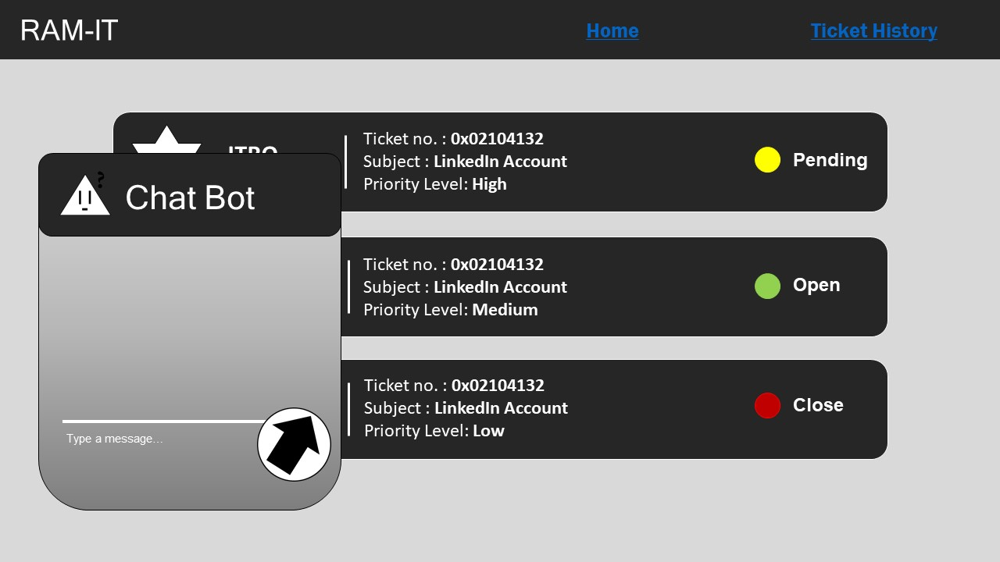 RAM-IT
Home
Ticket History
Ticket no. : 0x02104132
Subject : LinkedIn Account
Priority Level: High
Pending
?
Chat Bot
Ticket no. : 0x02104132
Subject : LinkedIn Account
Priority Level: Medium
Open
Ticket no. : 0x02104132
Subject : LinkedIn Account
Priority Level: Low
Close
Type a message...